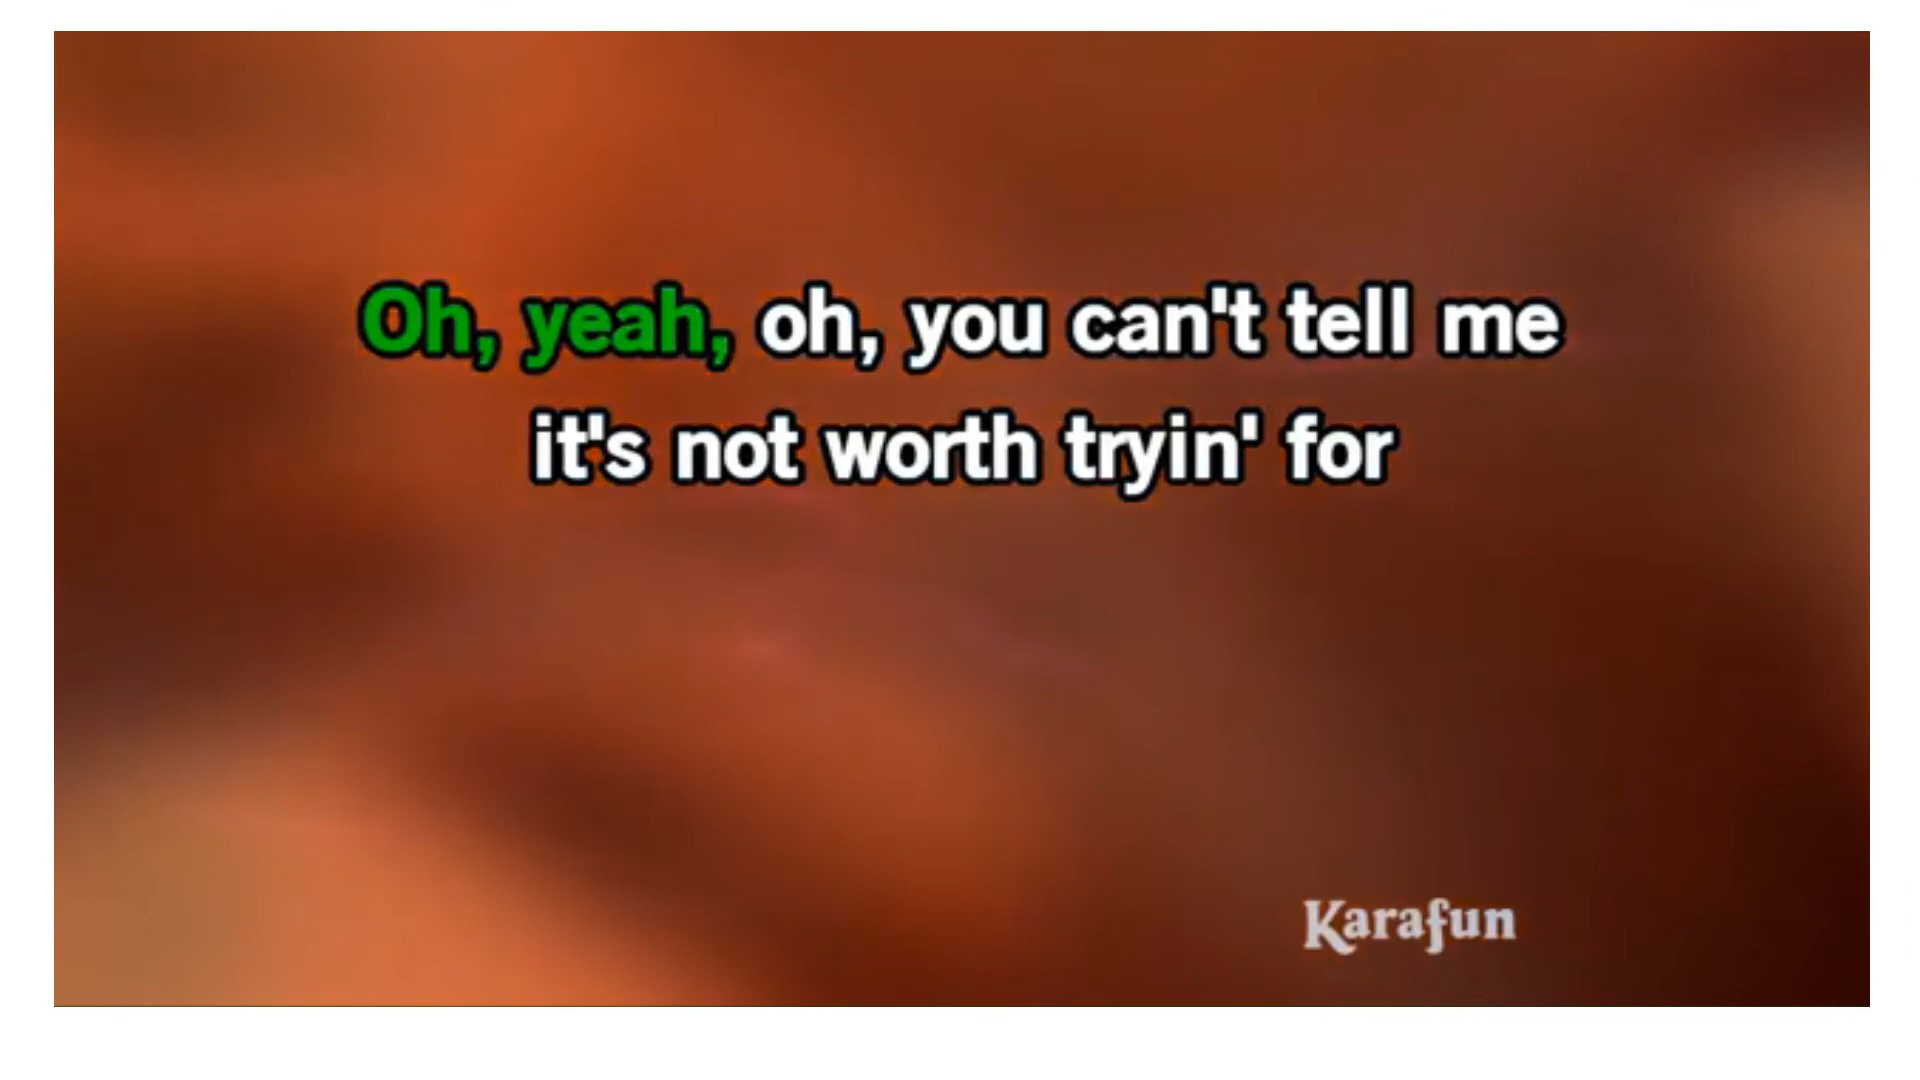 Oh, yeah, oh, you can't tell me
it's not worth tryin' for
Karafun